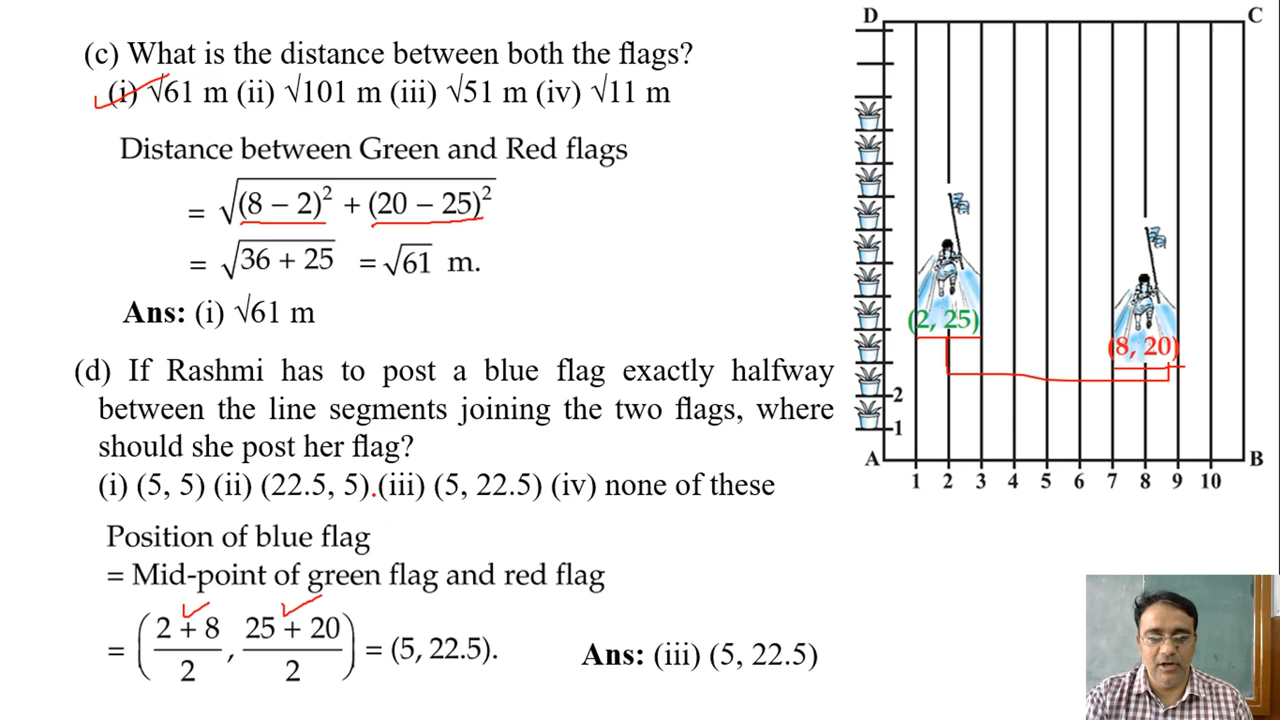 (c) What is the distance between both the flags?
(i) √61 m (ii) √101 m (iii) √51 m (iv) √11 m
Distance between Green and Red flags
= √(8 – 2)² + (20 – 25)²
= √36 + 25 = √61 m.
Ans: (i) √61 m
(d) If Rashmi has to post a blue flag exactly halfway
between the line segments joining the two flags, where
should she post her flag?
(i) (5, 5) (ii) (22.5, 5).(iii) (5, 22.5) (iv) none of these
Position of blue flag
= Mid-point of green flag and red flag
= (2 + 8 / 2, 25 + 20 / 2) = (5, 22.5).
Ans: (iii) (5, 22.5)
D C
(2, 25)
(8, 20)
2
1
A B
1 2 3 4 5 6 7 8 9 10